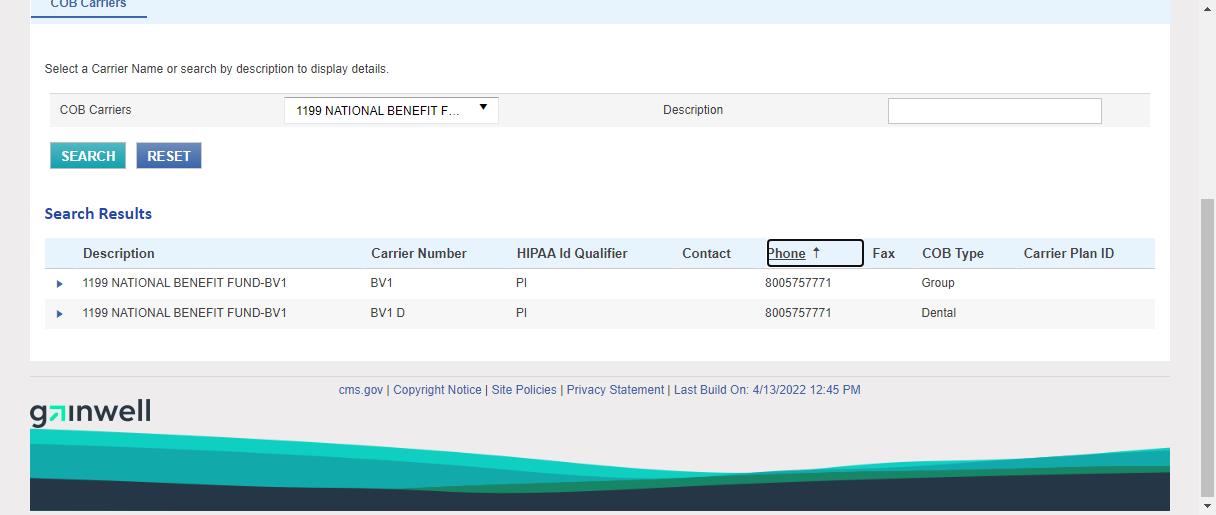 COB Carriers
Select a Carrier Name or search by description to display details.
COB Carriers 1199 NATIONAL BENEFIT F... Description
SEARCH RESET
Search Results
Description Carrier Number HIPAA Id Qualifier Contact Phone Fax COB Type Carrier Plan ID
1199 NATIONAL BENEFIT FUND-BV1 BV1 PI 8005757771 Group
1199 NATIONAL BENEFIT FUND-BV1 BV1 D PI 8005757771 Dental
cms.gov | Copyright Notice | Site Policies | Privacy Statement | Last Build On: 4/13/2022 12:45 PM
gainwell